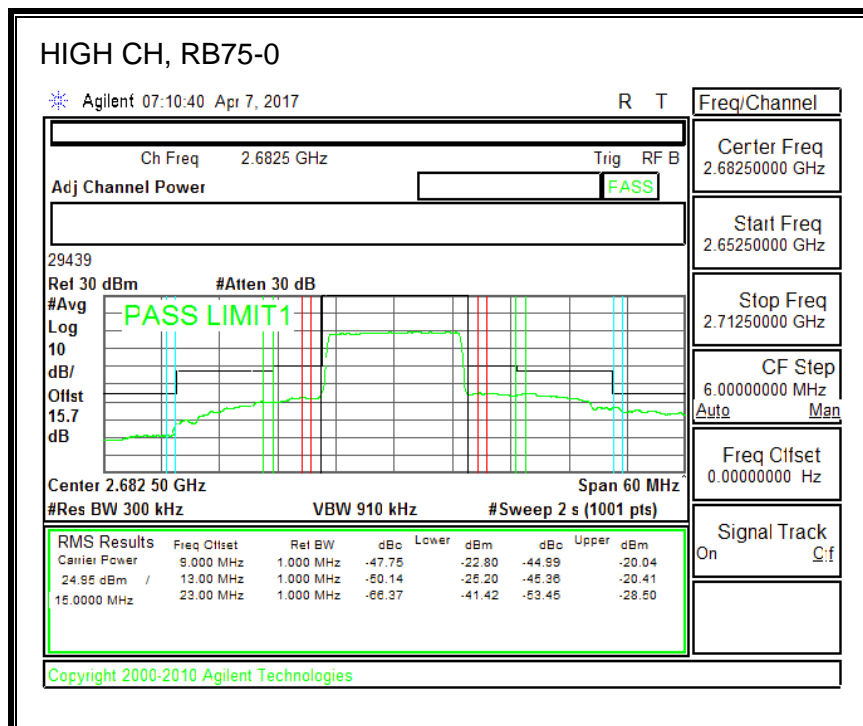 HIGH CH, RB75-0
Agilent 07:10:40 Apr 7, 2017 R T
Freq/Channel
Ch Freq 2.6825 GHz Trig RF B
Adj Channel Power PASS
Center Freq
2.68250000 GHz
Start Freq
2.65250000 GHz
Stop Freq
2.71250000 GHz
CF Step
6.00000000 MHz
Auto Man
Freq Offset
0.00000000 Hz
Signal Track
On Off
29439
Ref 30 dBm #Atten 30 dB
#Avg
Log
10
dB/
Offst
15.7
dB
PASS LIMIT1
Center 2.682 50 GHz Span 60 MHz
#Res BW 300 kHz VBW 910 kHz #Sweep 2 s (1001 pts)
RMS Results Freq Offset Ref BW dBc Lower dBm dBc Upper dBm
Carrier Power 9.000 MHz 1.000 MHz -47.75 -22.80 -44.99 -20.04
24.95 dBm / 13.00 MHz 1.000 MHz -50.14 -25.20 -45.36 -20.41
15.0000 MHz 23.00 MHz 1.000 MHz -66.37 -41.42 -53.45 -28.50
Copyright 2000-2010 Agilent Technologies